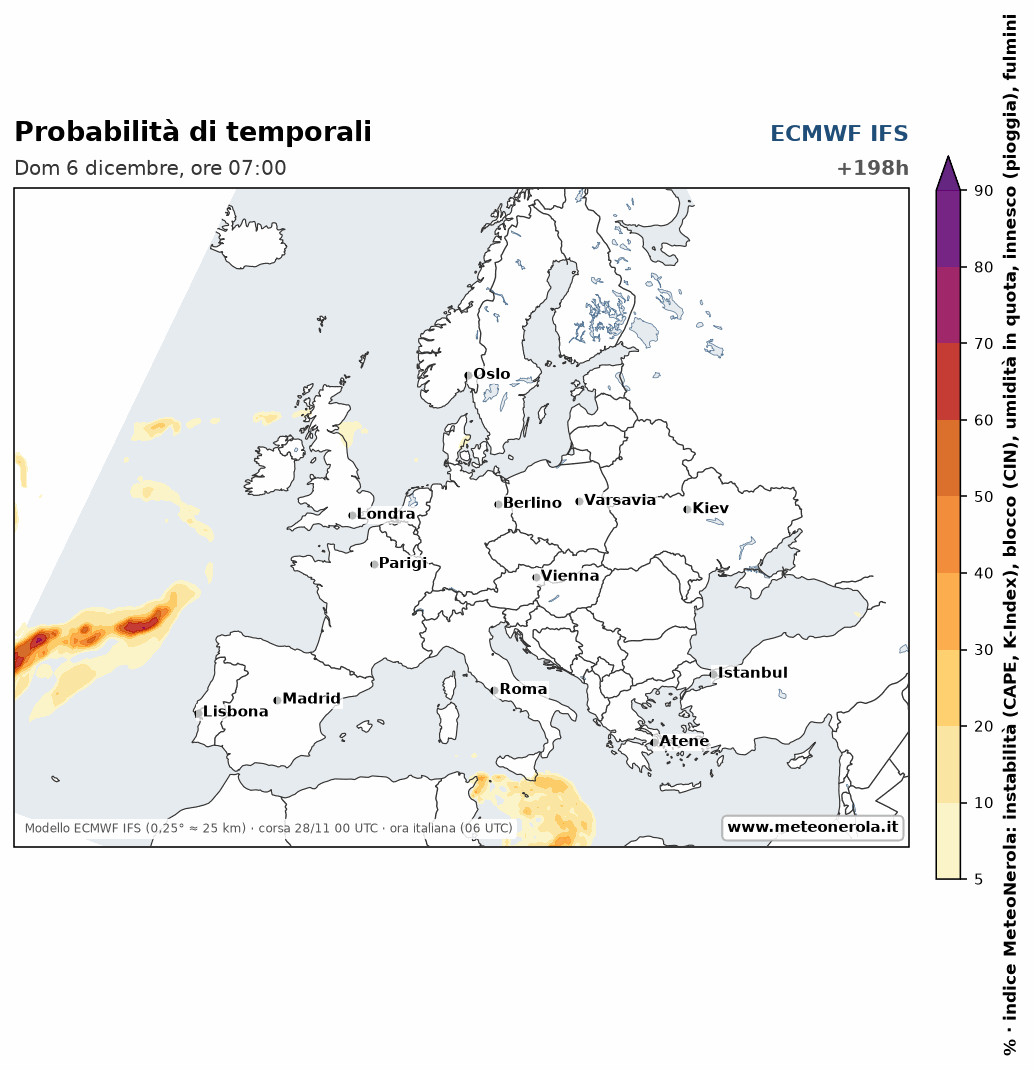 Probabilità di temporali
ECMWF IFS
Dom 6 dicembre, ore 07:00
+198h
Oslo
Londra
Berlino
Varsavia
Kiev
Parigi
Vienna
Madrid
Lisbona
Roma
Istanbul
Atene
Modello ECMWF IFS (0,25° ≈ 25 km) · corsa 28/11 00 UTC · ora italiana (06 UTC)
www.meteonerola.it
90
80
70
60
50
40
30
20
10
5
% · indice MeteoNerola: instabilità (CAPE, K-Index), blocco (CIN), umidità in quota, innesco (pioggia), fulmini